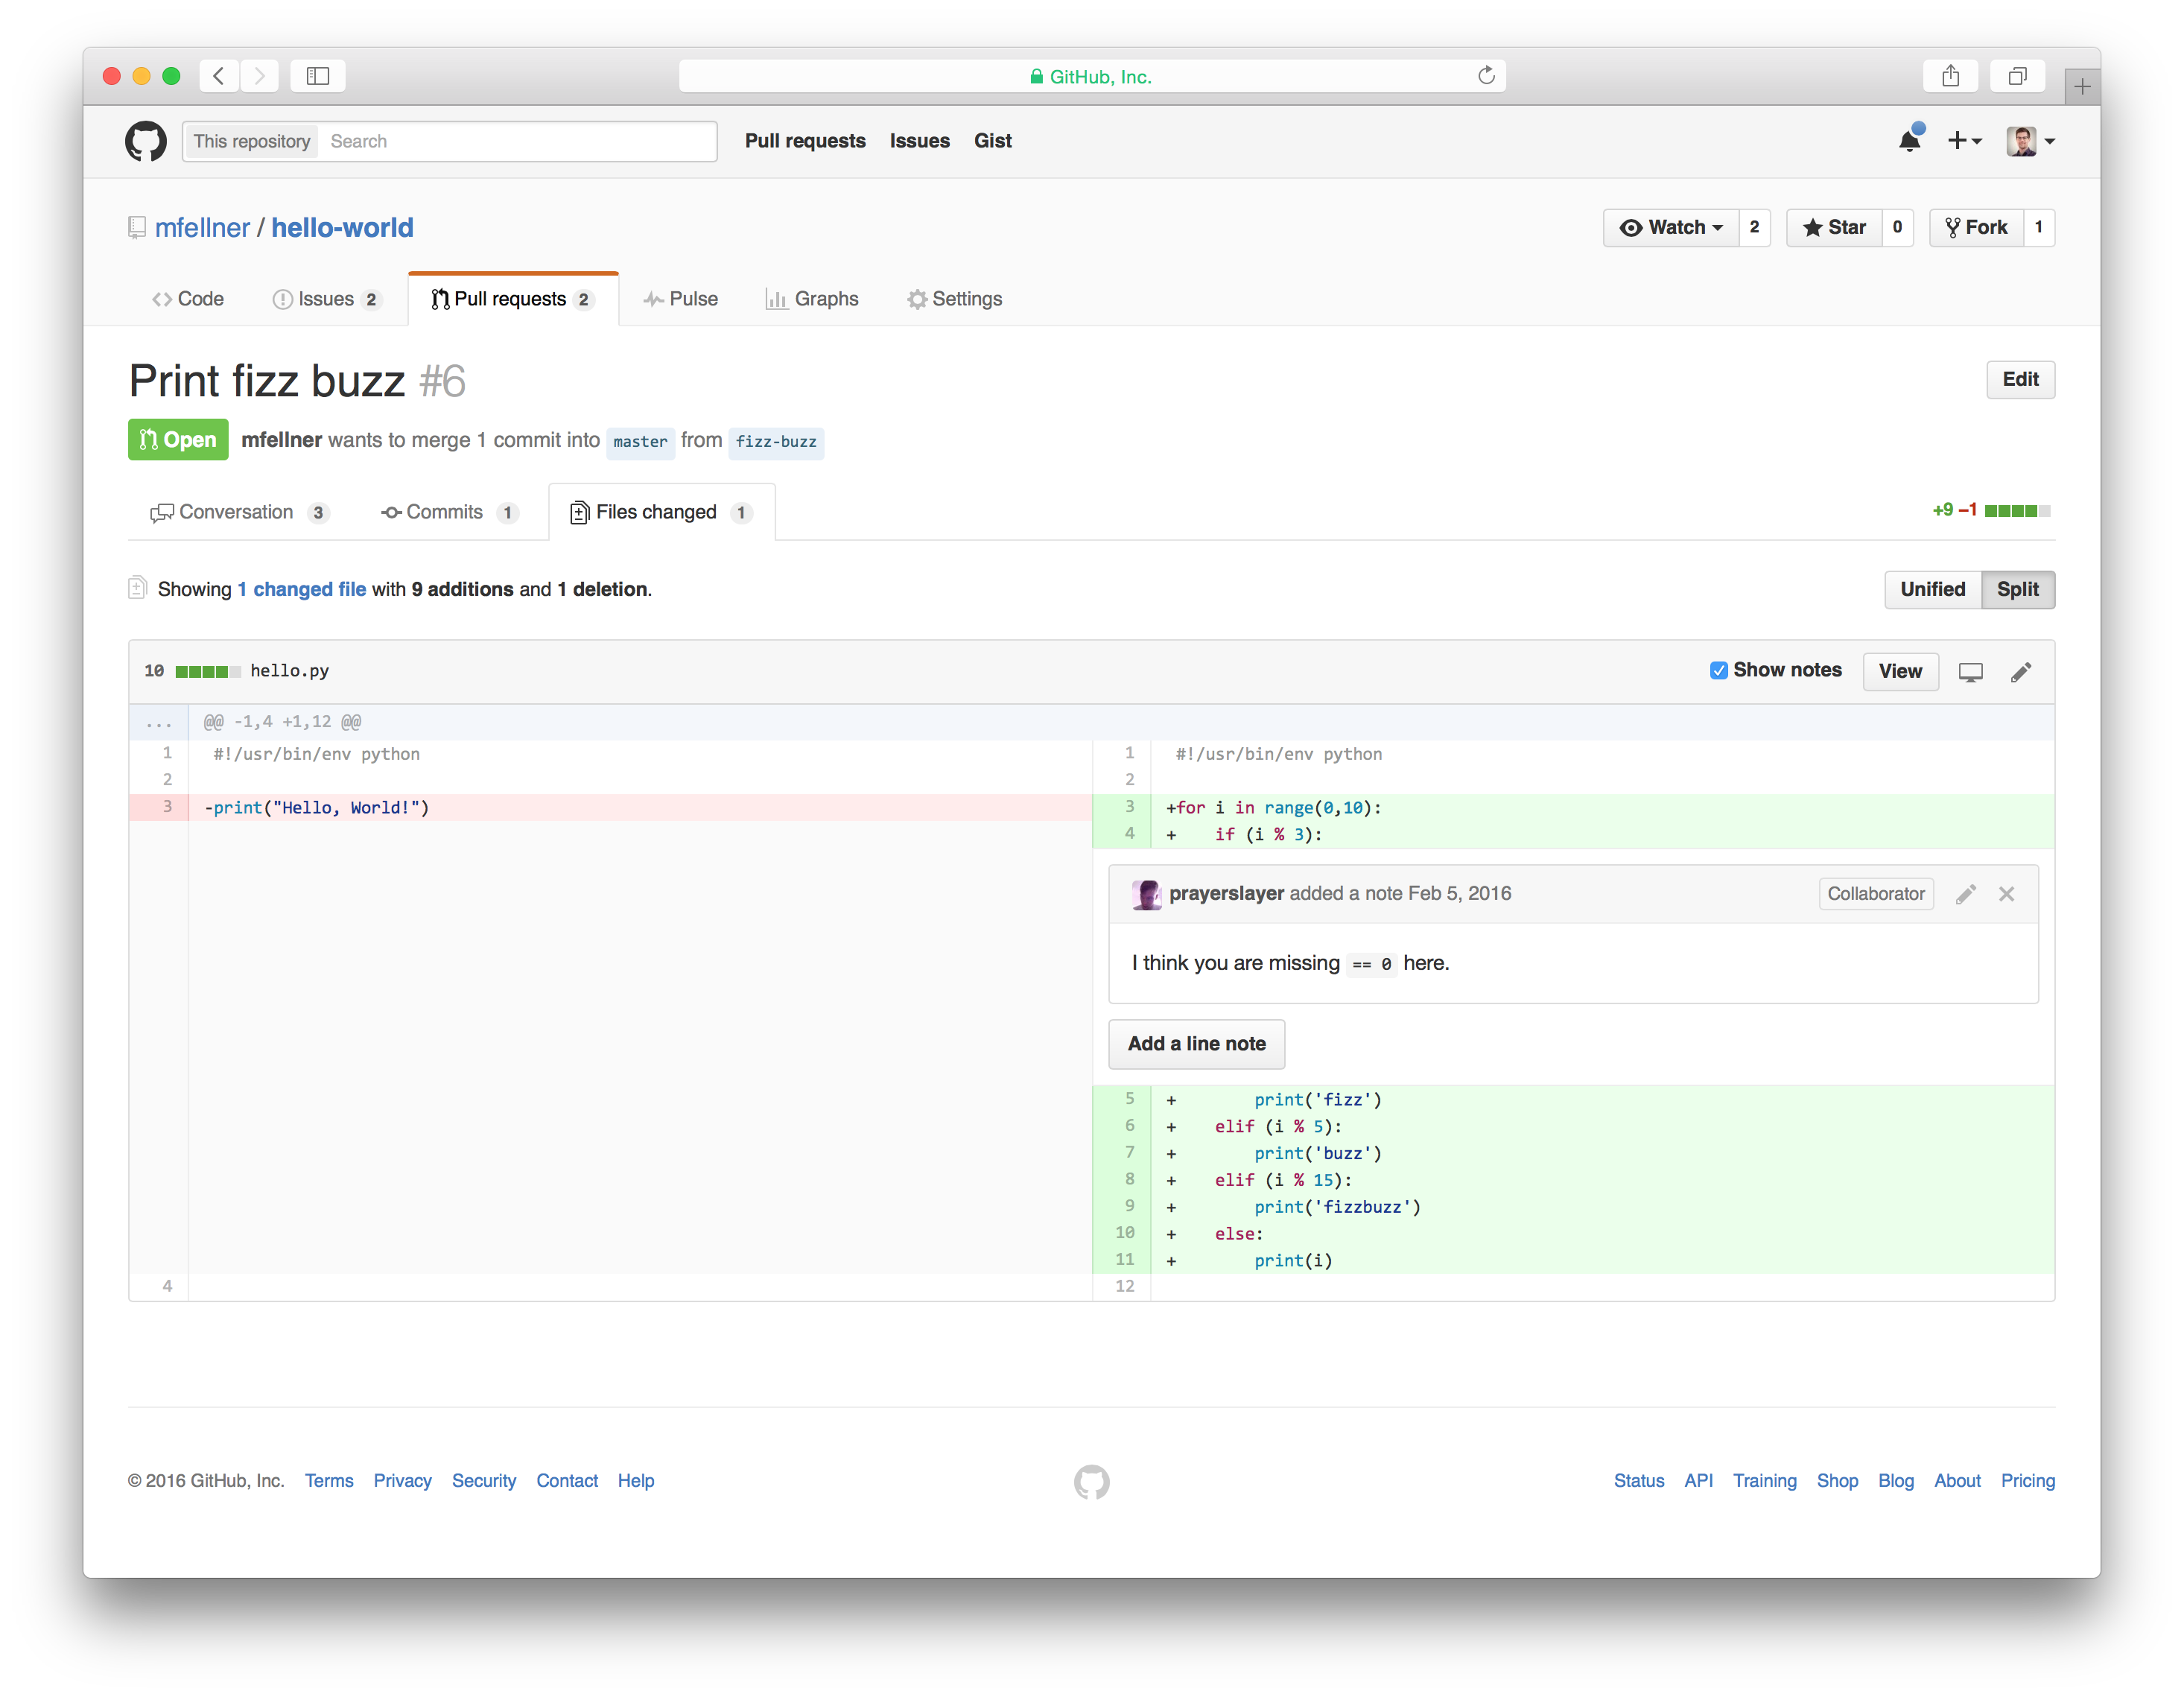 GitHub, Inc.
This repository Search Pull requests Issues Gist
mfellner / hello-world Watch 2 Star 0 Fork 1
Code Issues 2 Pull requests 2 Pulse Graphs Settings
Print fizz buzz #6 Edit
Open mfellner wants to merge 1 commit into master from fizz-buzz
Conversation 3 Commits 1 Files changed 1 +9 −1
Showing 1 changed file with 9 additions and 1 deletion. Unified Split
10 hello.py Show notes View
... @@ -1,4 +1,12 @@
1 #!/usr/bin/env python 1 #!/usr/bin/env python
2 2
3 -print("Hello, World!") 3 +for i in range(0,10):
4 +    if (i % 3):
prayerslayer added a note Feb 5, 2016 Collaborator
I think you are missing == 0 here.
Add a line note
5 +        print('fizz')
6 +    elif (i % 5):
7 +        print('buzz')
8 +    elif (i % 15):
9 +        print('fizzbuzz')
10 +    else:
11 +        print(i)
4 12
© 2016 GitHub, Inc. Terms Privacy Security Contact Help Status API Training Shop Blog About Pricing